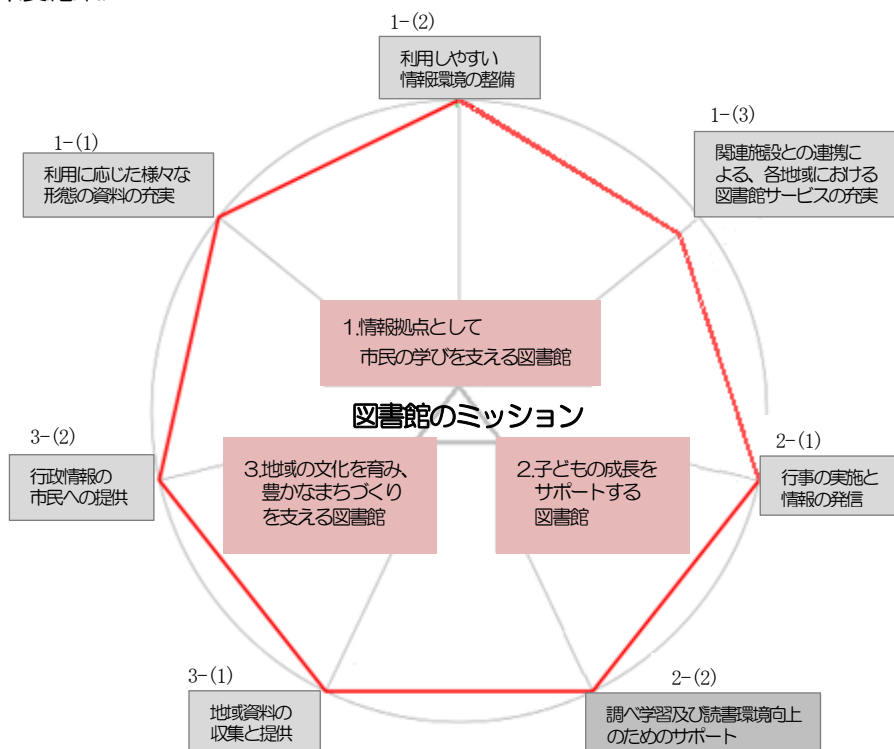 1-(2)
利用しやすい
情報環境の整備
1-(3)
関連施設との連携に
よる、各地域における
図書館サービスの充実
1-(1)
利用に応じた様々な
形態の資料の充実
1.情報拠点として
市民の学びを支える図書館
図書館のミッション
3-(2)
行政情報の
市民への提供
3.地域の文化を育み、
豊かなまちづくり
を支える図書館
2.子どもの成長を
サポートする
図書館
2-(1)
行事の実施と
情報の発信
3-(1)
地域資料の
収集と提供
2-(2)
調べ学習及び読書環境向上
のためのサポート